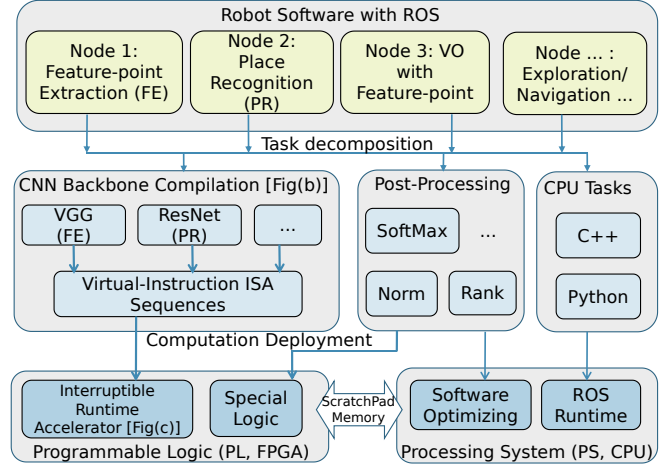 Robot Software with ROS
Node 1:
Feature-point
Extraction (FE)
Node 2:
Place
Recognition
(PR)
Node 3: VO
with
Feature-point
Node ... :
Exploration/
Navigation ...
Task decomposition
CNN Backbone Compilation [Fig(b)]
VGG
(FE)
ResNet
(PR)
...
Virtual-Instruction ISA
Sequences
Post-Processing
SoftMax
...
Norm
Rank
CPU Tasks
C++
Python
Computation Deployment
Interruptible
Runtime
Accelerator [Fig(c)]
Special
Logic
Programmable Logic (PL, FPGA)
ScratchPad
Memory
Software
Optimizing
ROS
Runtime
Processing System (PS, CPU)